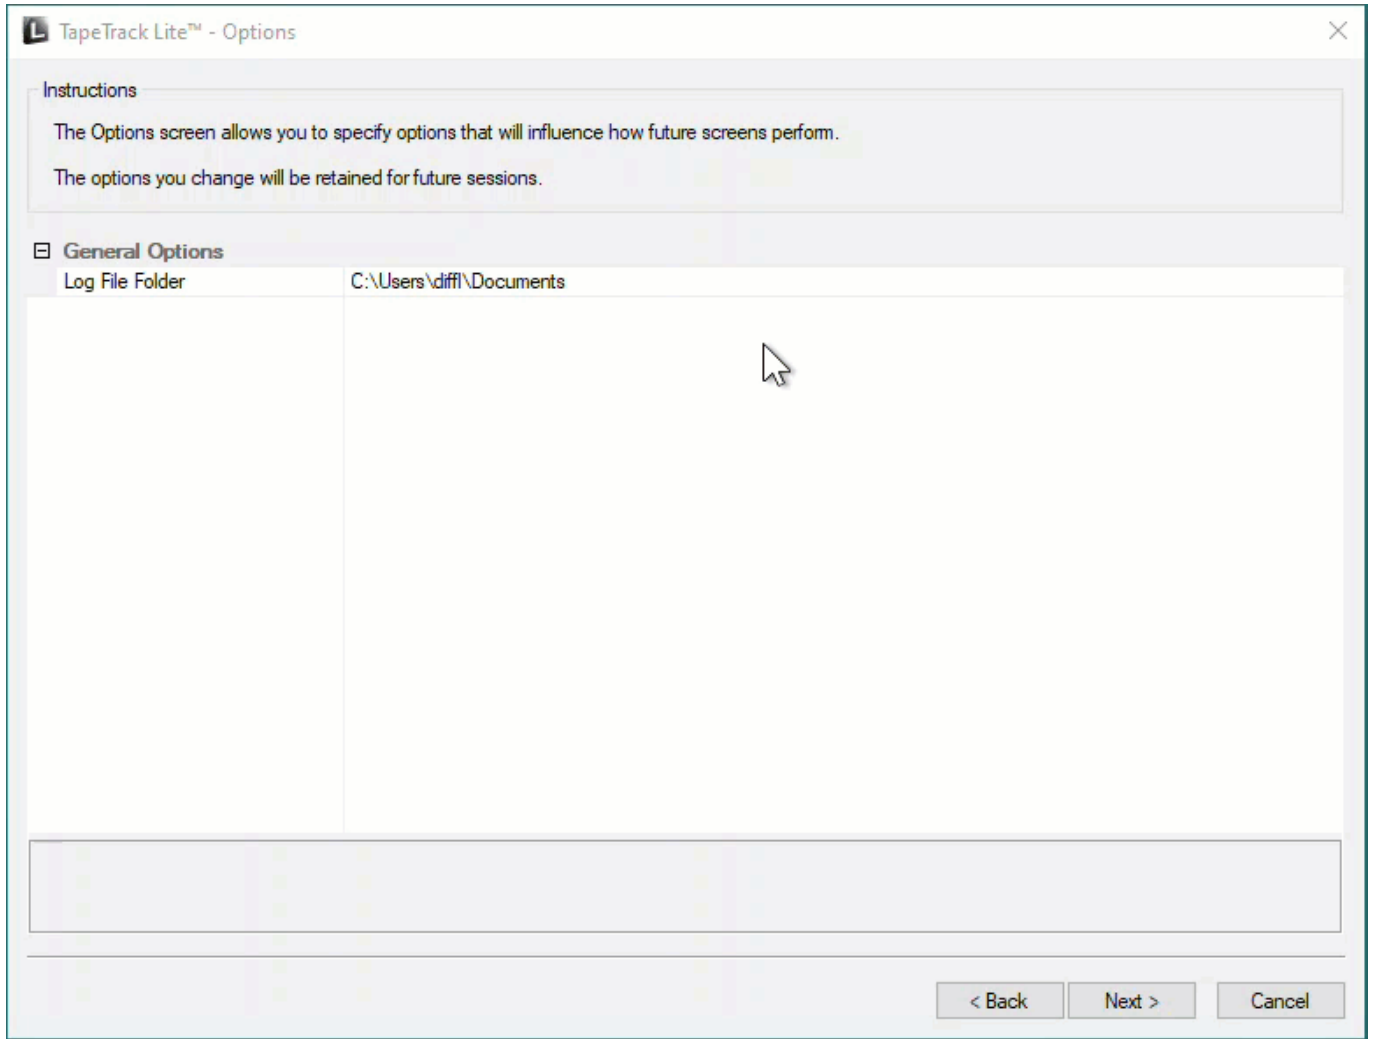 TapeTrack Lite™ - Options
Instructions
The Options screen allows you to specify options that will influence how future screens perform.
The options you change will be retained for future sessions.
General Options
Log File Folder C:\Users\diffl\Documents
< Back Next > Cancel